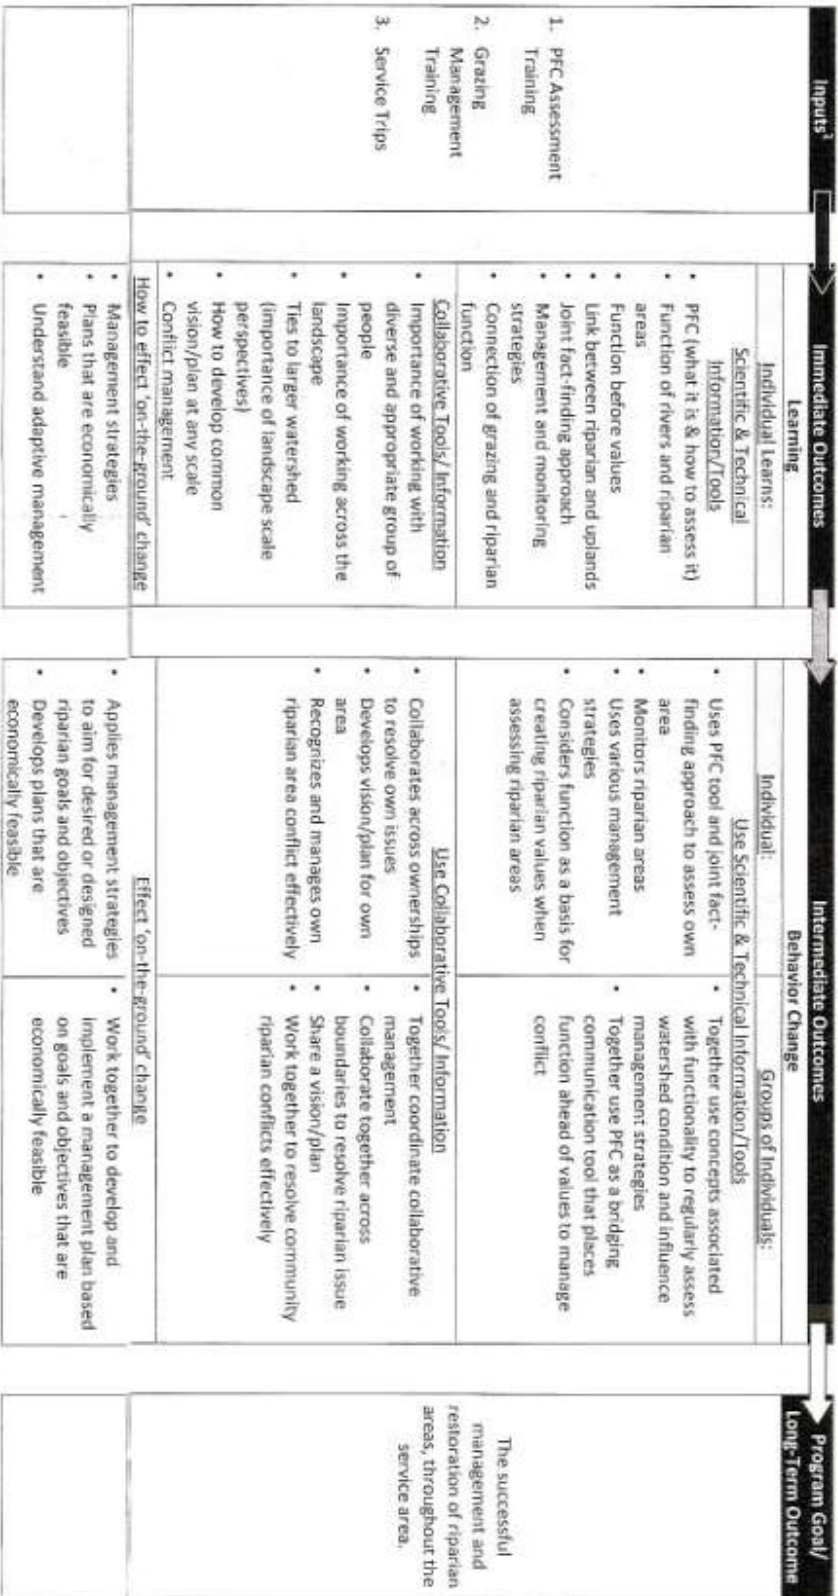 Inputs¹
1. PFC Assessment
Training
2. Grazing
Management
Training
3. Service Trips
Immediate Outcomes
Learning
Individual Learns:
Scientific & Technical
Information/Tools
• PFC (what it is & how to assess it)
• Function of rivers and riparian
areas
• Function before values
• Link between riparian and uplands
• Joint fact-finding approach
• Management and monitoring
strategies
• Connection of grazing and riparian
function
Collaborative Tools/ Information
• Importance of working with
diverse and appropriate group of
people
• Importance of working across the
landscape
• Ties to larger watershed
(importance of landscape scale
perspectives)
• How to develop common
vision/plan at any scale
• Conflict management
How to effect 'on-the-ground' change
• Management strategies
• Plans that are economically
feasible
• Understand adaptive management
Intermediate Outcomes
Behavior Change
Individual:
Groups of Individuals:
Use Scientific & Technical Information/Tools
• Uses PFC tool and joint fact-
finding approach to assess own
area
• Monitors riparian areas
• Uses various management
strategies
• Considers function as a basis for
creating riparian values when
assessing riparian areas
• Together use concepts associated
with functionality to regularly assess
watershed condition and influence
management strategies
• Together use PFC as a bridging
communication tool that places
function ahead of values to manage
conflict
Use Collaborative Tools/ Information
• Collaborates across ownerships
to resolve own issues
• Develops vision/plan for own
area
• Recognizes and manages own
riparian area conflict effectively
• Together coordinate collaborative
management
• Collaborate together across
boundaries to resolve riparian issue
• Share a vision/plan
• Work together to resolve community
riparian conflicts effectively
Effect 'on-the-ground' change
• Applies management strategies
to aim for desired or designed
riparian goals and objectives
• Develops plans that are
economically feasible
• Work together to develop and
implement a management plan based
on goals and objectives that are
economically feasible
Program Goal/
Long-Term Outcome
The successful
management and
restoration of riparian
areas, throughout the
service area.